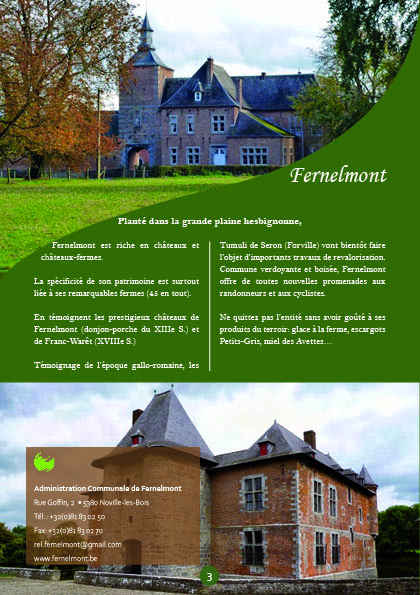 Fernelmont
Planté dans la grande plaine hesbignonne,
Fernelmont est riche en châteaux et
châteaux-fermes.
La spécificité de son patrimoine est surtout
liée à ses remarquables fermes (45 en tout).
En témoignent les prestigieux châteaux de
Fernelmont (donjon-porche du XIIIe S.) et
de Franc-Warêt (XVIIIe S.)
Témoignage de l'époque gallo-romaine, les
Tumuli de Seron (Forville) vont bientôt faire
l'objet d'importants travaux de revalorisation.
Commune verdoyante et boisée, Fernelmont
offre de toutes nouvelles promenades aux
randonneurs et aux cyclistes.
Ne quittez pas l'entité sans avoir goûté à ses
produits du terroir: glace à la ferme, escargots
Petits-Gris, miel des Avettes…
Administration Communale de Fernelmont
Rue Goffin, 2 ▪ 5380 Noville-les-Bois
Tél. : +32(0)81 83 02 50
Fax: +32(0)81 83 02 70
rel.fernelmont@gmail.com
www.fernelmont.be
3